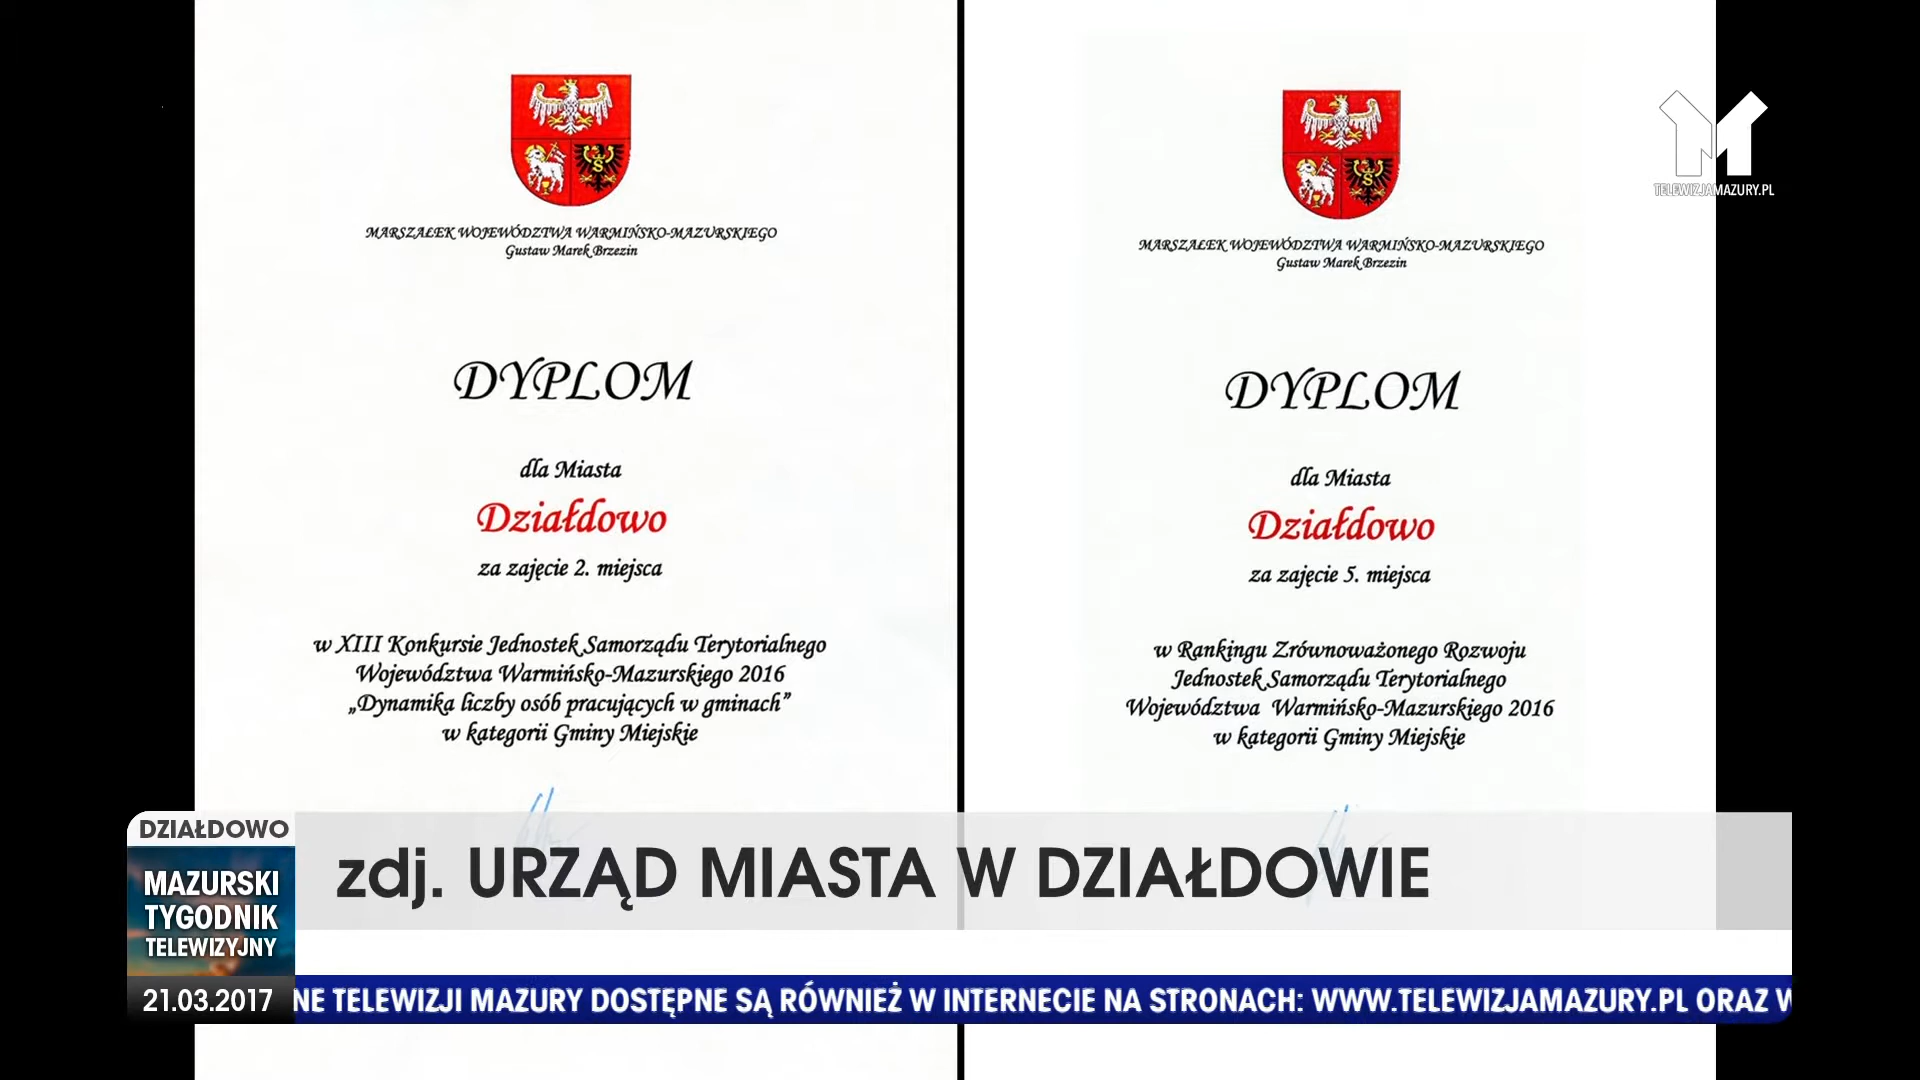 MARSZAŁEK WOJEWÓDZTWA WARMIŃSKO-MAZURSKIEGO
Gustaw Marek Brzezin
DYPLOM
dla Miasta
Działdowo
za zajęcie 2. miejsca
w XIII Konkursie Jednostek Samorządu Terytorialnego
Województwa Warmińsko-Mazurskiego 2016
„Dynamika liczby osób pracujących w gminach”
w kategorii Gminy Miejskie
MARSZAŁEK WOJEWÓDZTWA WARMIŃSKO-MAZURSKIEGO
Gustaw Marek Brzezin
DYPLOM
dla Miasta
Działdowo
za zajęcie 5. miejsca
w Rankingu Zrównoważonego Rozwoju
Jednostek Samorządu Terytorialnego
Województwa Warmińsko-Mazurskiego 2016
w kategorii Gminy Miejskie
TELEWIZJAMAZURY.PL
DZIAŁDOWO
MAZURSKI
TYGODNIK
TELEWIZYJNY
21.03.2017
zdj. URZĄD MIASTA W DZIAŁDOWIE
NE TELEWIZJI MAZURY DOSTĘPNE SĄ RÓWNIEŻ W INTERNECIE NA STRONACH: WWW.TELEWIZJAMAZURY.PL ORAZ W